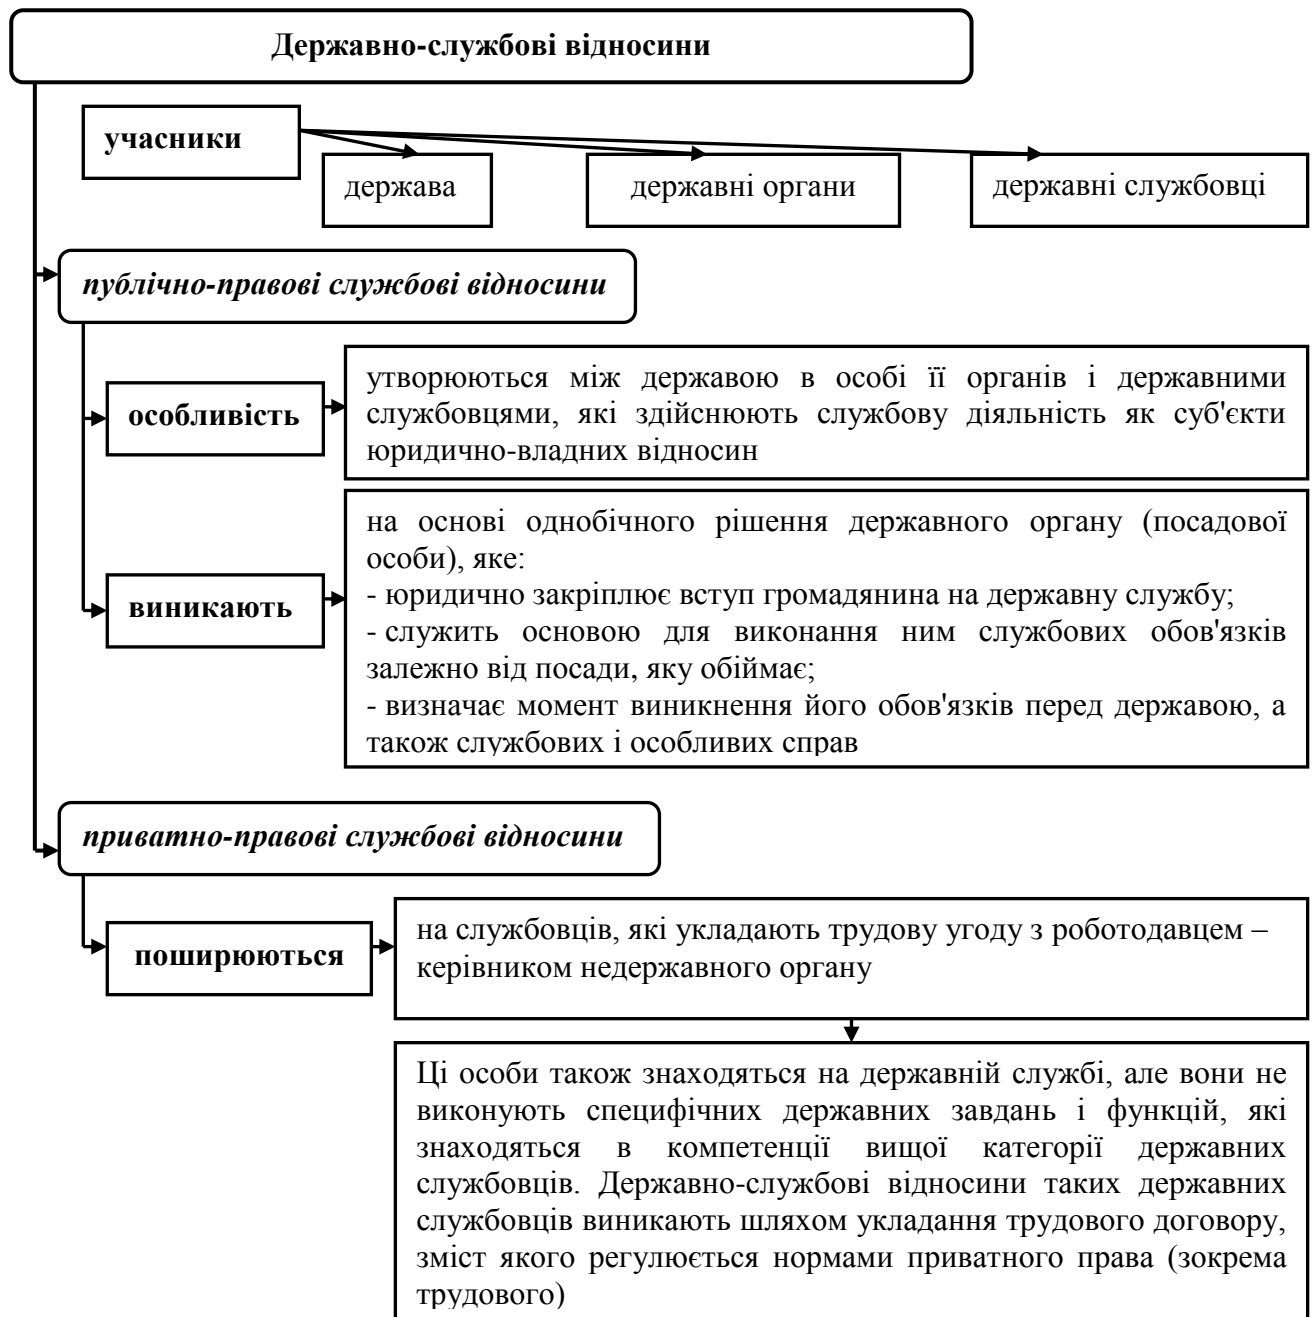 Державно-службові відносини
учасники
держава
державні органи
державні службовці
публічно-правові службові відносини
особливість
утворюються між державою в особі її органів і державними
службовцями, які здійснюють службову діяльність як суб'єкти
юридично-владних відносин
виникають
на основі однобічного рішення державного органу (посадової
особи), яке:
- юридично закріплює вступ громадянина на державну службу;
- служить основою для виконання ним службових обов'язків
залежно від посади, яку обіймає;
- визначає момент виникнення його обов'язків перед державою, а
також службових і особливих справ
приватно-правові службові відносини
поширюються
на службовців, які укладають трудову угоду з роботодавцем –
керівником недержавного органу
Ці особи також знаходяться на державній службі, але вони не
виконують специфічних державних завдань і функцій, які
знаходяться в компетенції вищої категорії державних
службовців. Державно-службові відносини таких державних
службовців виникають шляхом укладання трудового договору,
зміст якого регулюється нормами приватного права (зокрема
трудового)